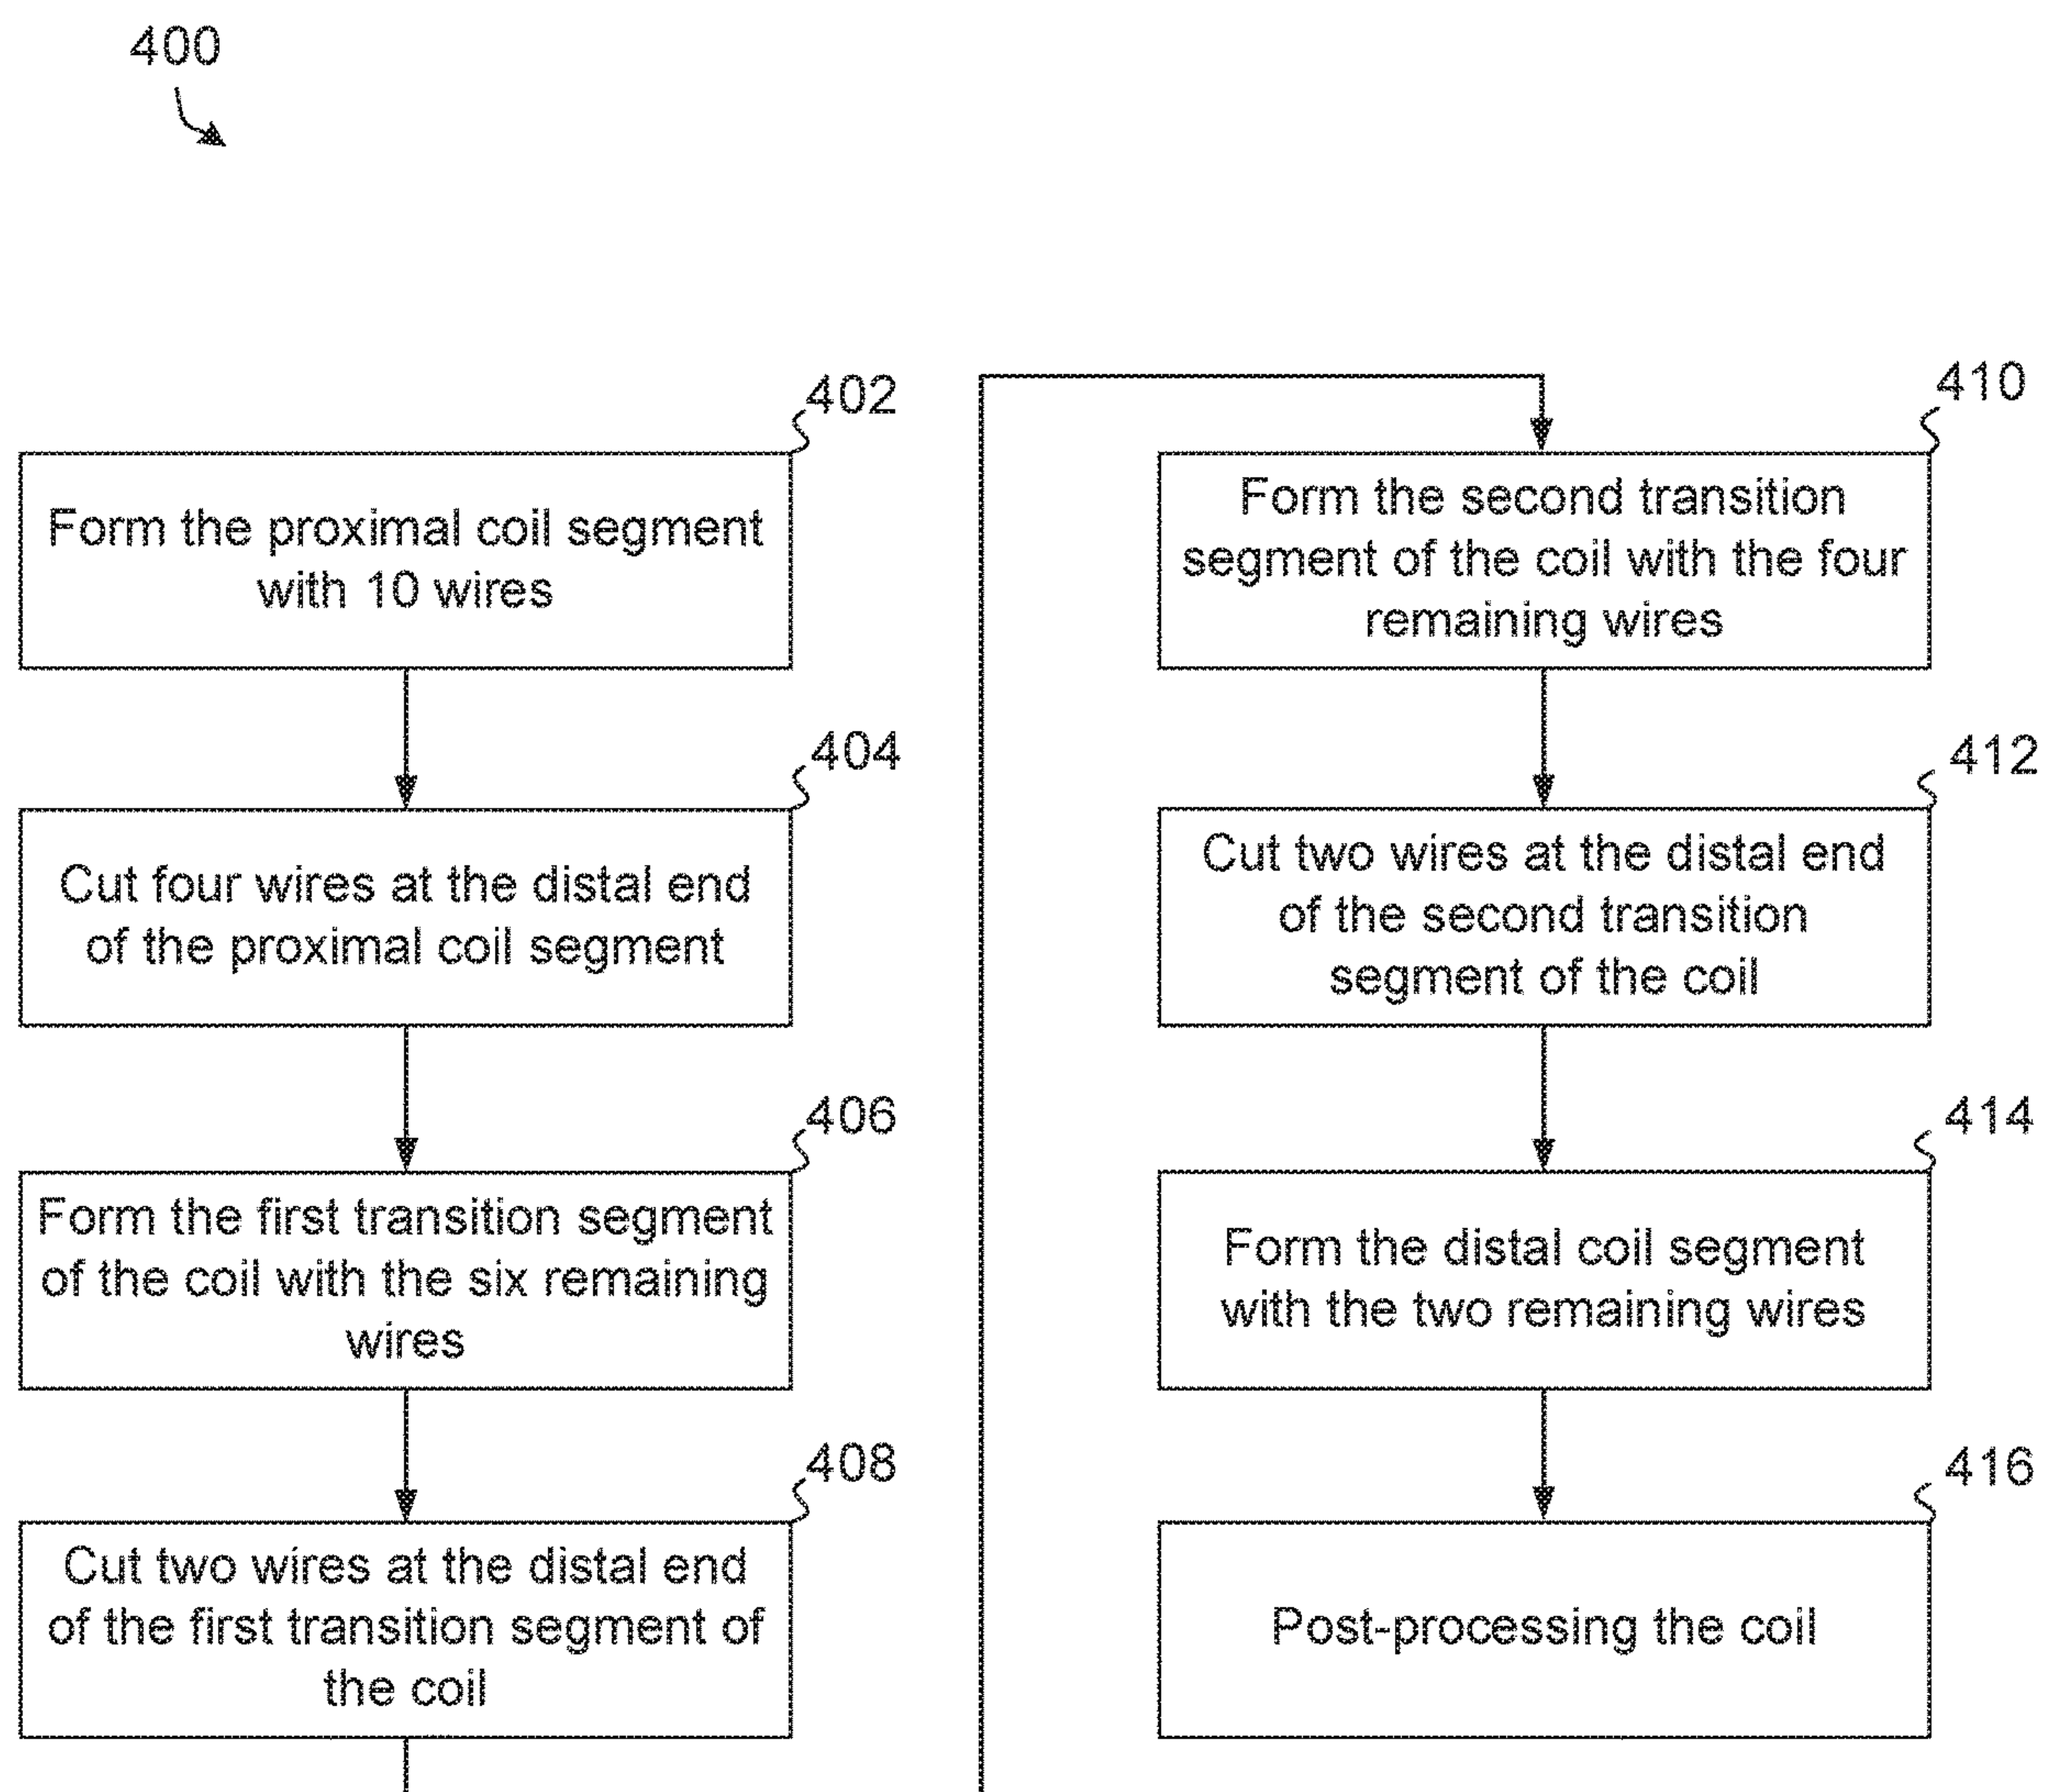 400
402
Form the proximal coil segment
with 10 wires
404
Cut four wires at the distal end
of the proximal coil segment
406
Form the first transition segment
of the coil with the six remaining
wires
408
Cut two wires at the distal end
of the first transition segment of
the coil
410
Form the second transition
segment of the coil with the four
remaining wires
412
Cut two wires at the distal end
of the second transition
segment of the coil
414
Form the distal coil segment
with the two remaining wires
416
Post-processing the coil